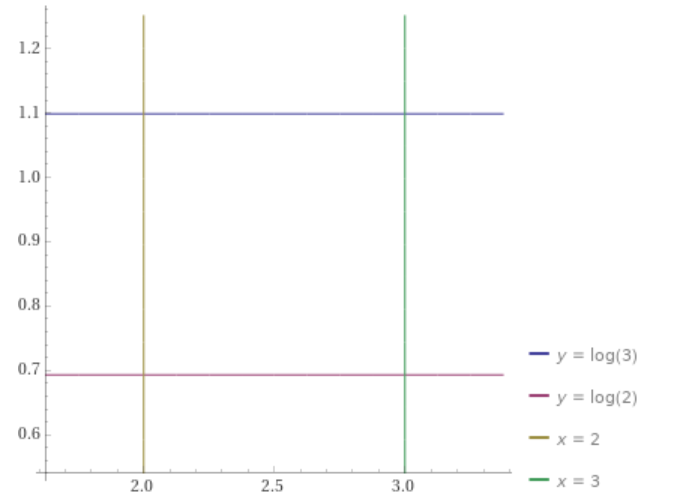 1.2
1.1
1.0
0.9
0.8
0.7
0.6
2.0 2.5 3.0
y = log(3)
y = log(2)
x = 2
x = 3